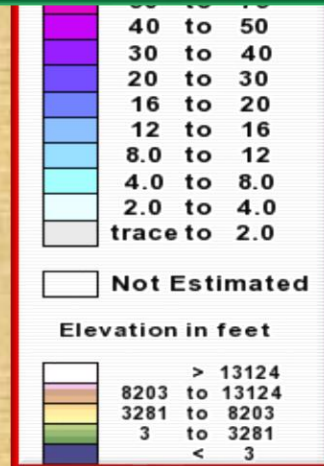 40 to 50
30 to 40
20 to 30
16 to 20
12 to 16
8.0 to 12
4.0 to 8.0
2.0 to 4.0
trace to 2.0
Not Estimated
Elevation in feet
> 13124
8203 to 13124
3281 to 8203
3 to 3281
< 3